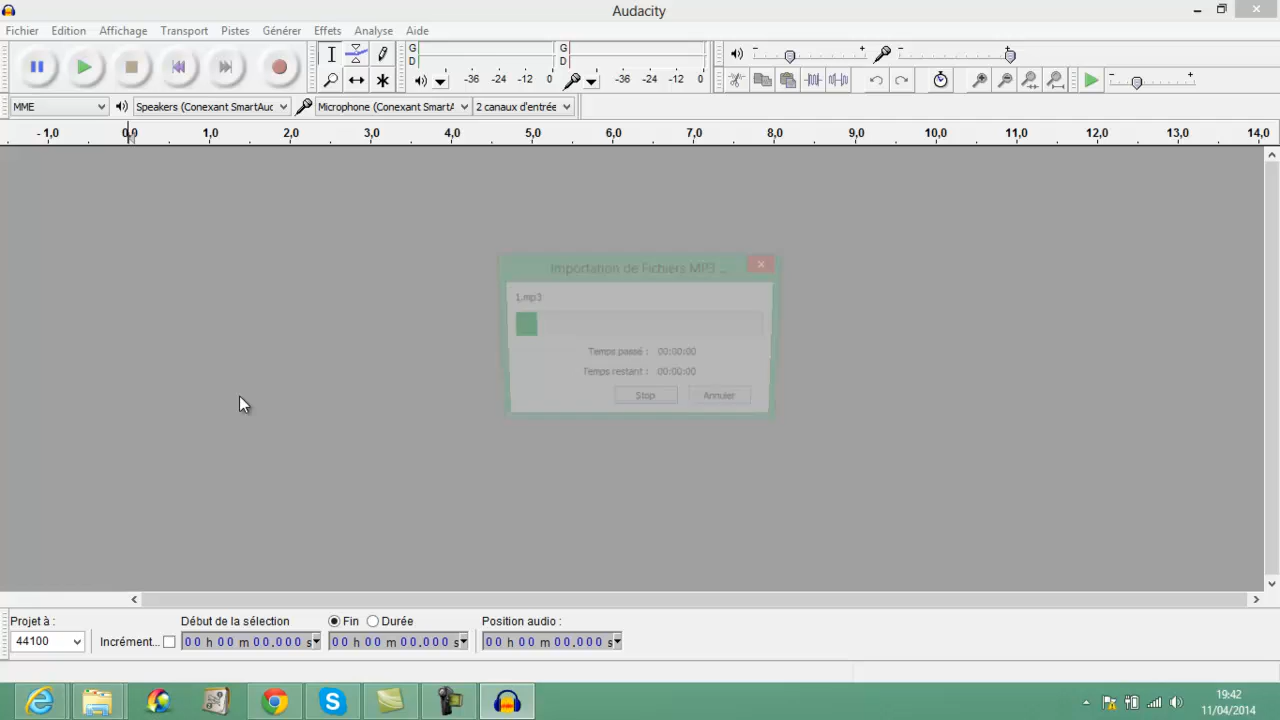 Audacity
Fichier Edition Affichage Transport Pistes Générer Effets Analyse Aide
G
D
-36 -24 -12 0
G
D
-36 -24 -12 0
MME
Speakers (Conexant SmartAuc
Microphone (Conexant SmartA
2 canaux d'entrée
- 1,0 0,0 1,0 2,0 3,0 4,0 5,0 6,0 7,0 8,0 9,0 10,0 11,0 12,0 13,0 14,0
Importation de Fichiers MP3 ...
1.mp3
Temps passé : 00:00:00
Temps restant : 00:00:00
Stop Annuler
Projet à :
Début de la sélection
Fin
Durée
Position audio :
44100
Incrément...
00 h 00 m 00.000 s
00 h 00 m 00.000 s
00 h 00 m 00.000 s
19:42
11/04/2014